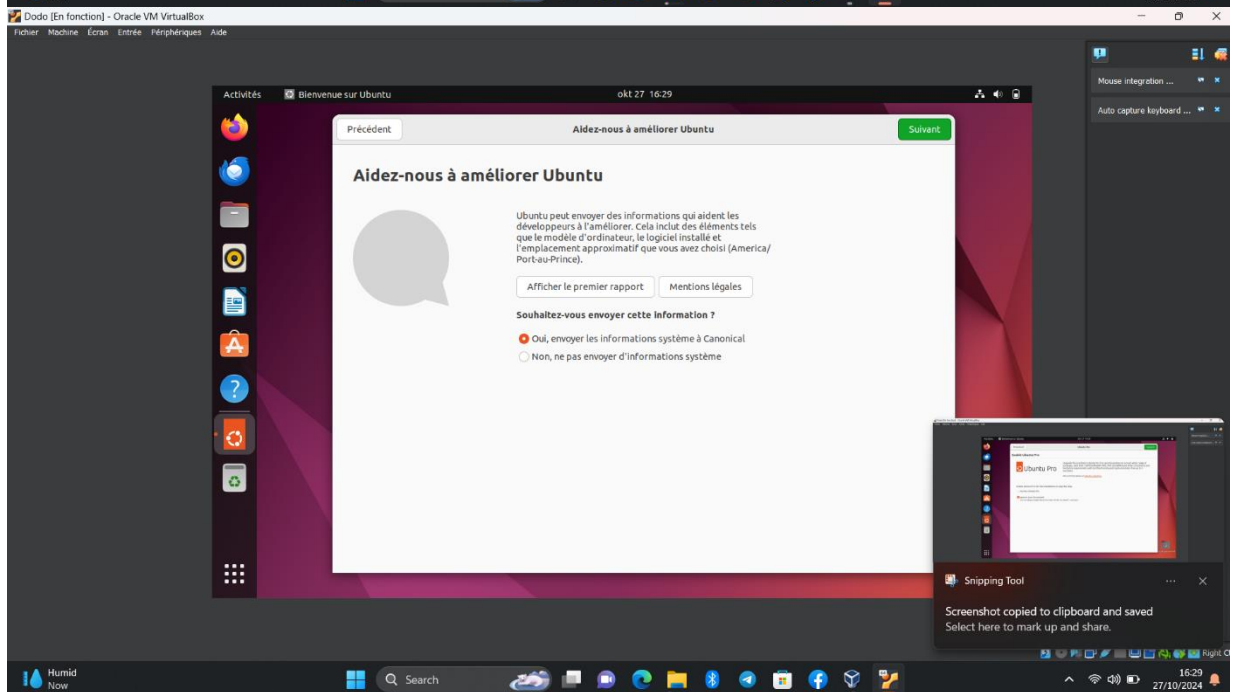 Dodo [En fonction] - Oracle VM VirtualBox
Fichier Machine Écran Entrée Périphériques Aide
Mouse integration ...
Auto capture keyboard ...
Activités Bienvenue sur Ubuntu okt 27 16:29
Précédent Aidez-nous à améliorer Ubuntu Suivant
Aidez-nous à améliorer Ubuntu
Ubuntu peut envoyer des informations qui aident les
développeurs à l'améliorer. Cela inclut des éléments tels
que le modèle d'ordinateur, le logiciel installé et
l'emplacement approximatif que vous avez choisi (America/
Port-au-Prince).
Afficher le premier rapport Mentions légales
Souhaitez-vous envoyer cette information ?
Oui, envoyer les informations système à Canonical
Non, ne pas envoyer d'informations système
Ubuntu Pro
Snipping Tool
Screenshot copied to clipboard and saved
Select here to mark up and share.
Right C
Humid
Now
Search
16:29
27/10/2024